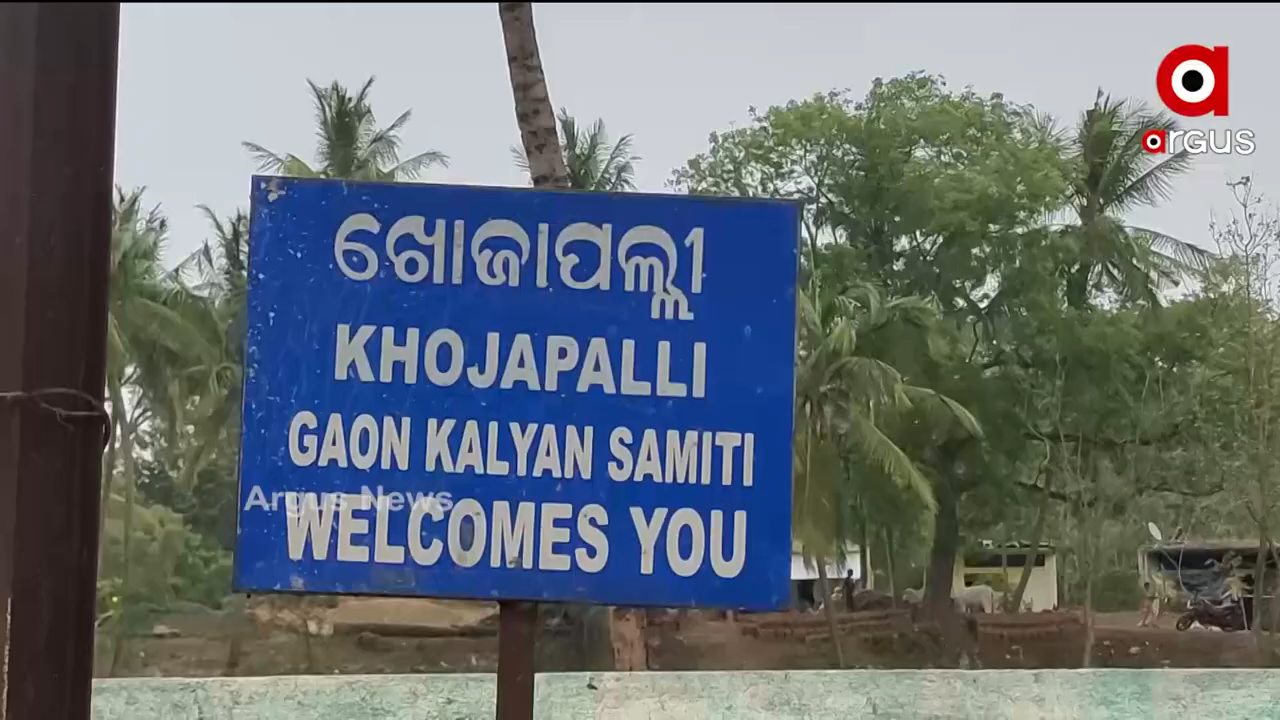 ଖୋଜାପଲ୍ଲୀ
KHOJAPALLI
GAON KALYAN SAMITI
WELCOMES YOU
Argus News
argus